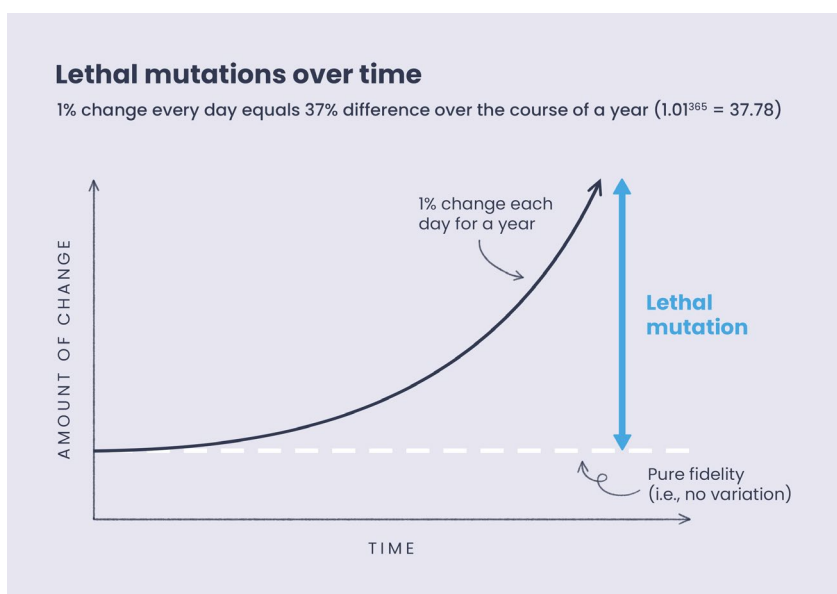 Lethal mutations over time
1% change every day equals 37% difference over the course of a year (1.01³⁶⁵ = 37.78)
1% change each
day for a year
AMOUNT OF CHANGE
Lethal
mutation
Pure fidelity
(i.e., no variation)
TIME